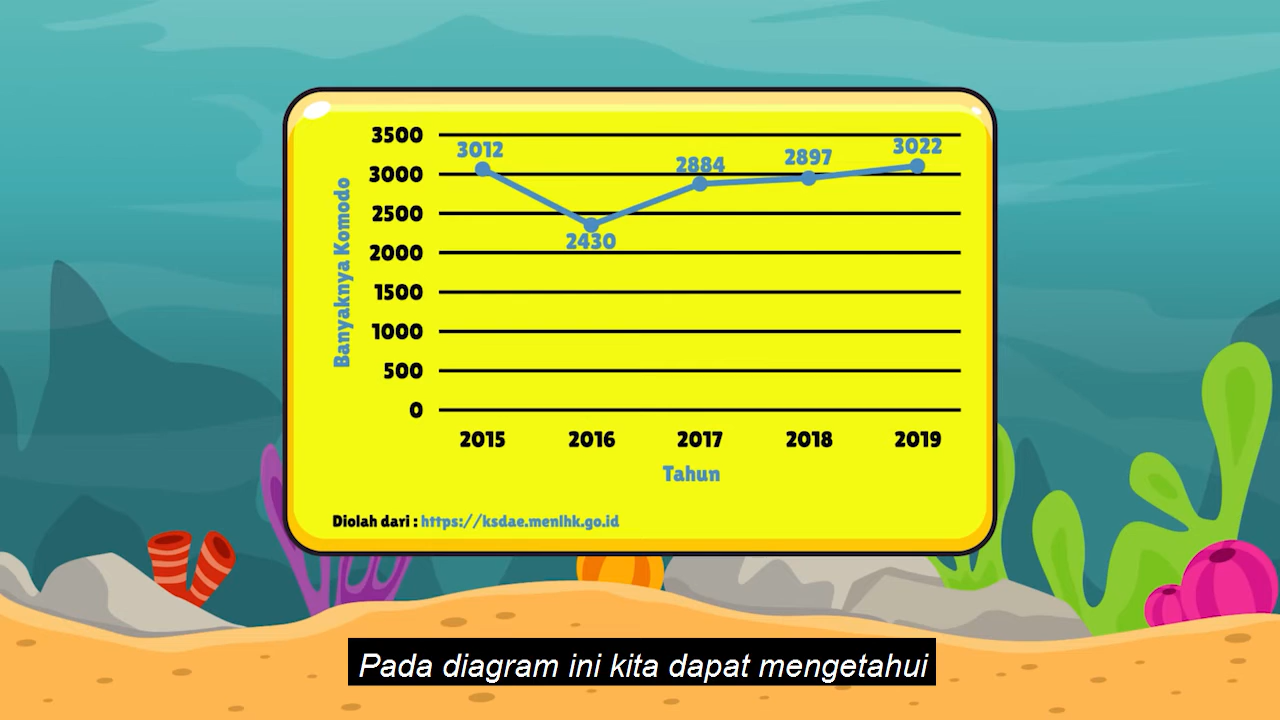 3500
3000
2500
2000
1500
1000
500
0
Banyaknya Komodo
3012
2430
2884
2897
3022
2015 2016 2017 2018 2019
Tahun
Diolah dari : https://ksdae.menlhk.go.id
Pada diagram ini kita dapat mengetahui